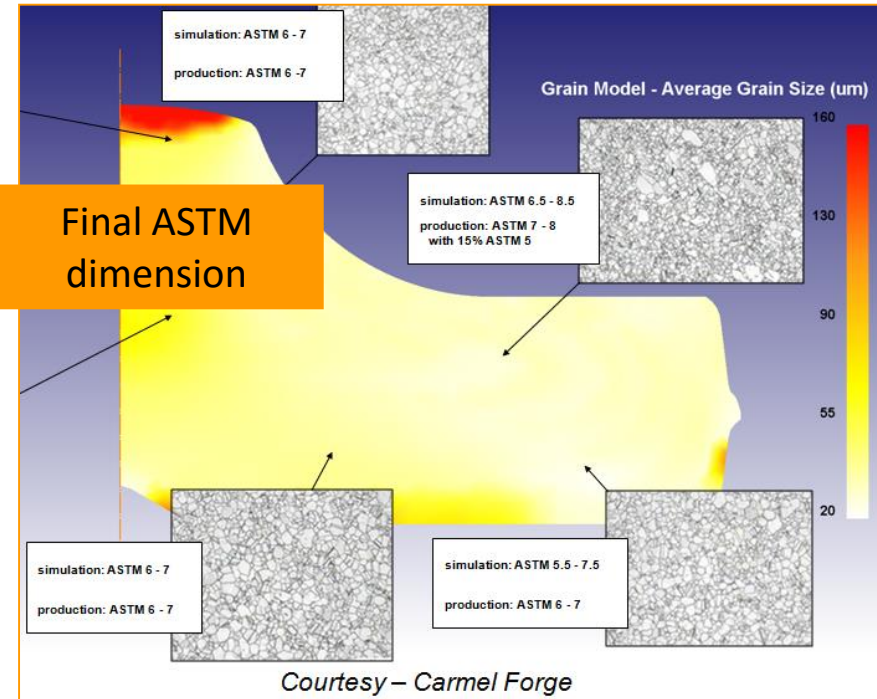 simulation: ASTM 6 - 7
production: ASTM 6 -7
Grain Model - Average Grain Size (um)
160
130
90
55
20
simulation: ASTM 6.5 - 8.5
production: ASTM 7 - 8
with 15% ASTM 5
Final ASTM
dimension
simulation: ASTM 6 - 7
production: ASTM 6 - 7
simulation: ASTM 5.5 - 7.5
production: ASTM 6 - 7
Courtesy – Carmel Forge